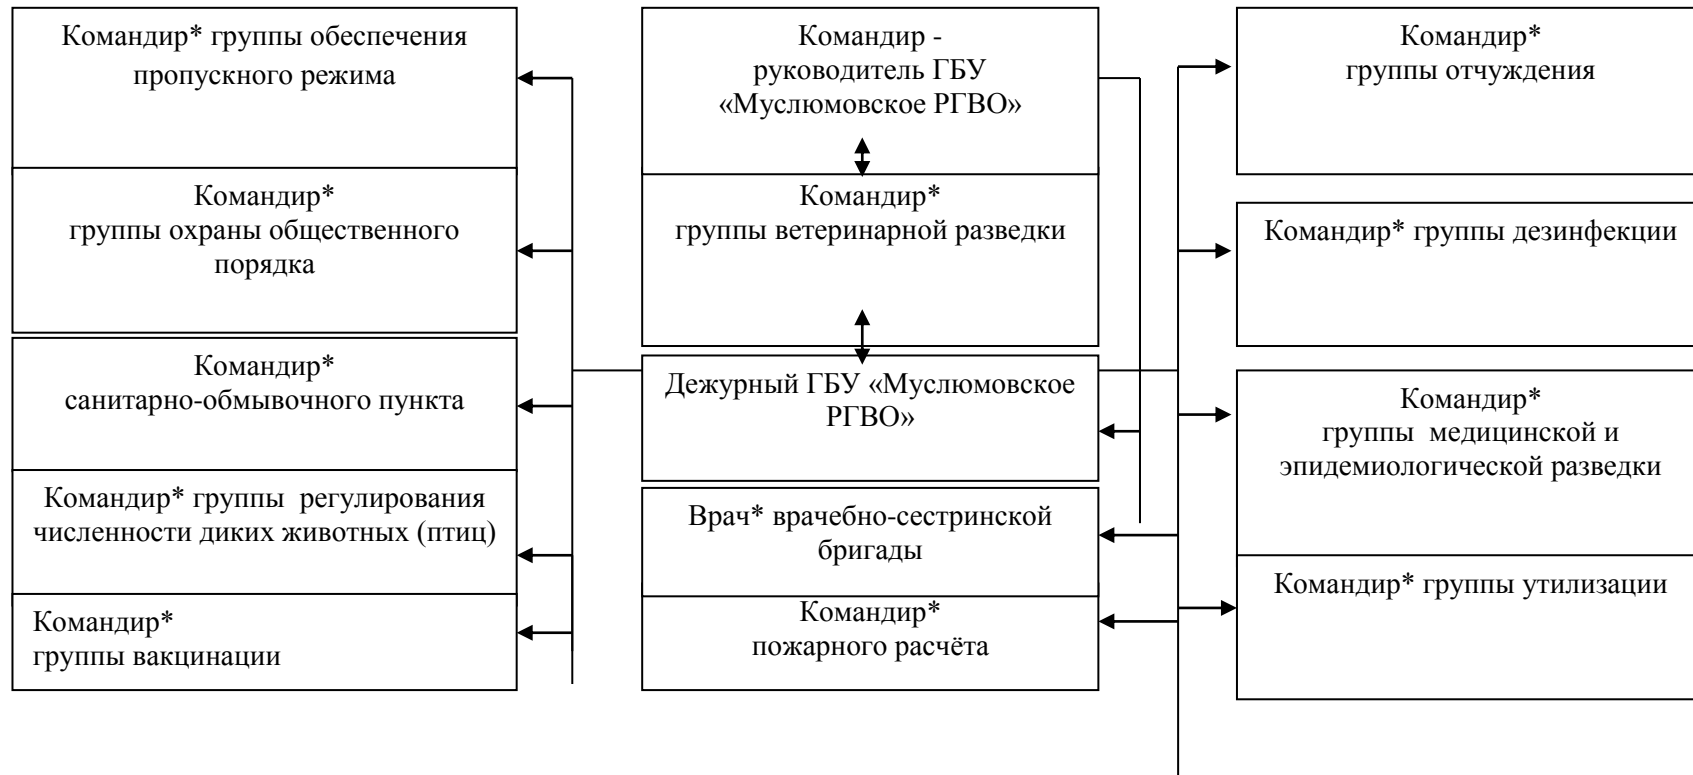 Командир* группы обеспечения
пропускного режима
Командир*
группы охраны общественного
порядка
Командир*
санитарно-обмывочного пункта
Командир* группы регулирования
численности диких животных (птиц)
Командир*
группы вакцинации
Командир -
руководитель ГБУ
«Муслюмовское РГВО»
Командир*
группы ветеринарной разведки
Дежурный ГБУ «Муслюмовское
РГВО»
Врач* врачебно-сестринской
бригады
Командир*
пожарного расчёта
Командир*
группы отчуждения
Командир* группы дезинфекции
Командир*
группы медицинской и
эпидемиологической разведки
Командир* группы утилизации